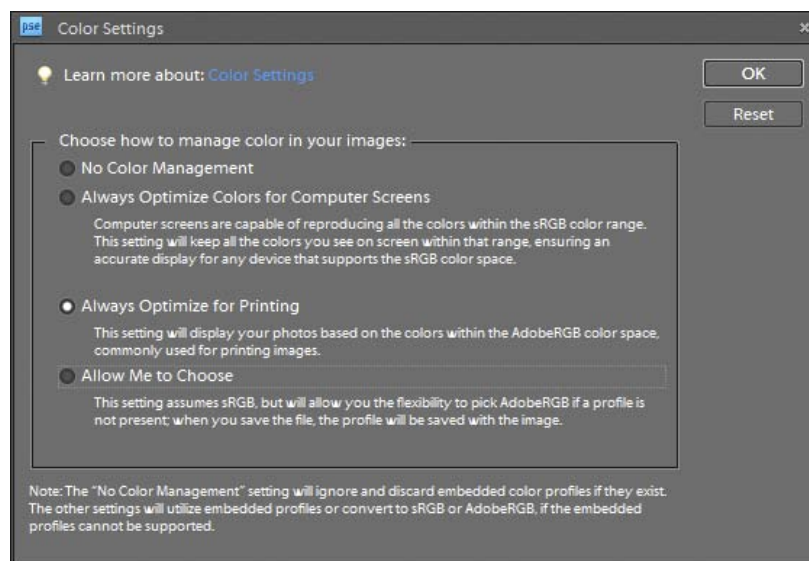 pse Color Settings x
Learn more about: Color Settings
OK
Reset
Choose how to manage color in your images:
No Color Management
Always Optimize Colors for Computer Screens
Computer screens are capable of reproducing all the colors within the sRGB color range.
This setting will keep all the colors you see on screen within that range, ensuring an
accurate display for any device that supports the sRGB color space.
Always Optimize for Printing
This setting will display your photos based on the colors within the AdobeRGB color space,
commonly used for printing images.
Allow Me to Choose
This setting assumes sRGB, but will allow you the flexibility to pick AdobeRGB if a profile is
not present; when you save the file, the profile will be saved with the image.
Note: The "No Color Management" setting will ignore and discard embedded color profiles if they exist.
The other settings will utilize embedded profiles or convert to sRGB or AdobeRGB, if the embedded
profiles cannot be supported.